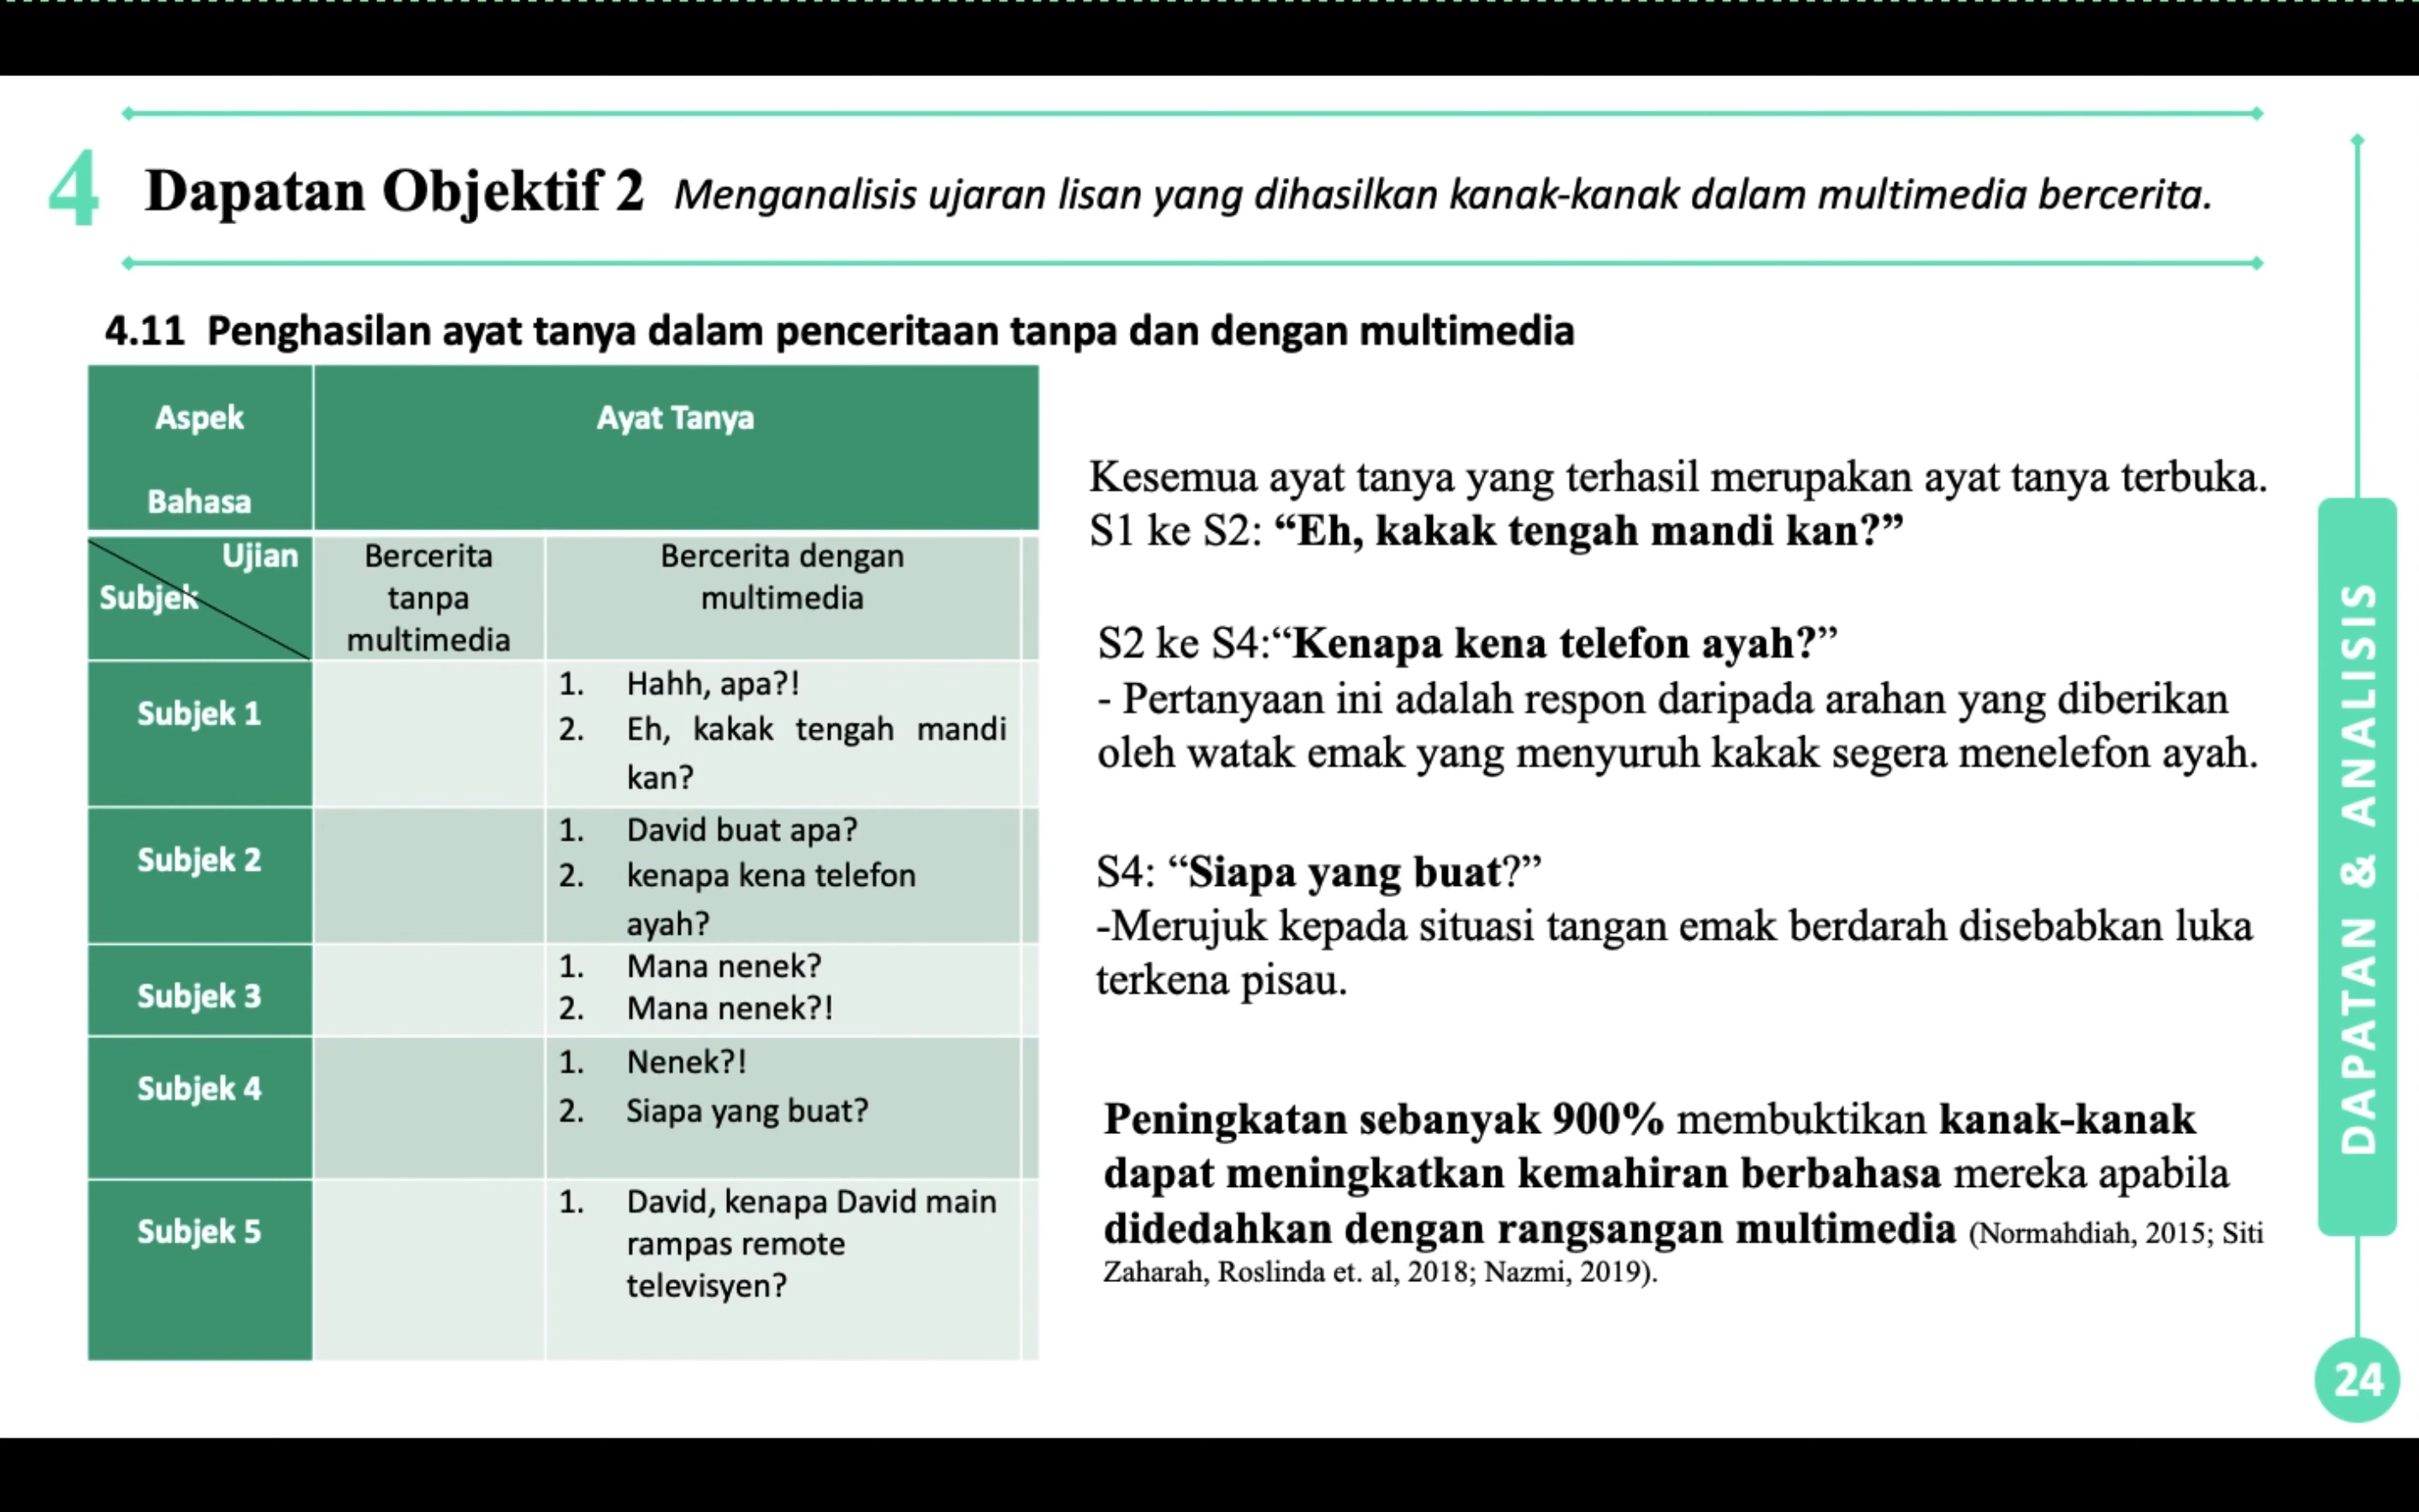 4 Dapatan Objektif 2 Menganalisis ujaran lisan yang dihasilkan kanak-kanak dalam multimedia bercerita.
4.11 Penghasilan ayat tanya dalam penceritaan tanpa dan dengan multimedia
Aspek
Bahasa
Ayat Tanya
Ujian
Subjek
Bercerita
tanpa
multimedia
Bercerita dengan
multimedia
Subjek 1
1. Hahh, apa?!
2. Eh, kakak tengah mandi
kan?
Subjek 2
1. David buat apa?
2. kenapa kena telefon
ayah?
Subjek 3
1. Mana nenek?
2. Mana nenek?!
Subjek 4
1. Nenek?!
2. Siapa yang buat?
Subjek 5
1. David, kenapa David main
rampas remote
televisyen?
Kesemua ayat tanya yang terhasil merupakan ayat tanya terbuka.
S1 ke S2: “Eh, kakak tengah mandi kan?”
S2 ke S4:“Kenapa kena telefon ayah?”
- Pertanyaan ini adalah respon daripada arahan yang diberikan
oleh watak emak yang menyuruh kakak segera menelefon ayah.
S4: “Siapa yang buat?”
-Merujuk kepada situasi tangan emak berdarah disebabkan luka
terkena pisau.
Peningkatan sebanyak 900% membuktikan kanak-kanak
dapat meningkatkan kemahiran berbahasa mereka apabila
didedahkan dengan rangsangan multimedia (Normahdiah, 2015; Siti
Zaharah, Roslinda et. al, 2018; Nazmi, 2019).
DAPATAN & ANALISIS
24